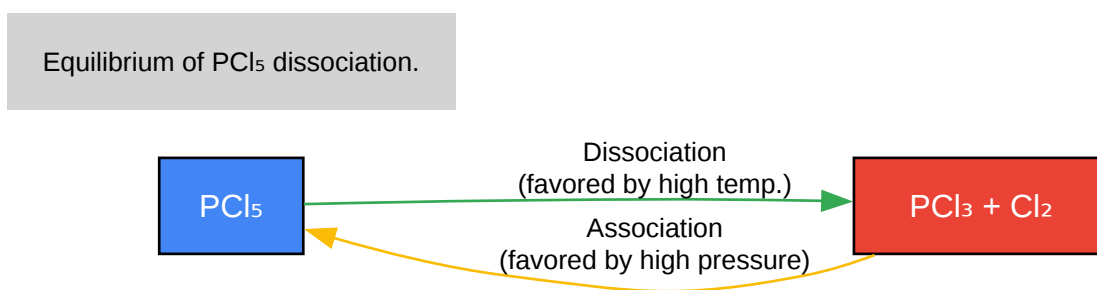 Equilibrium of PCl₅ dissociation.
Dissociation
(favored by high temp.)
PCl₅
PCl₃ + Cl₂
Association
(favored by high pressure)